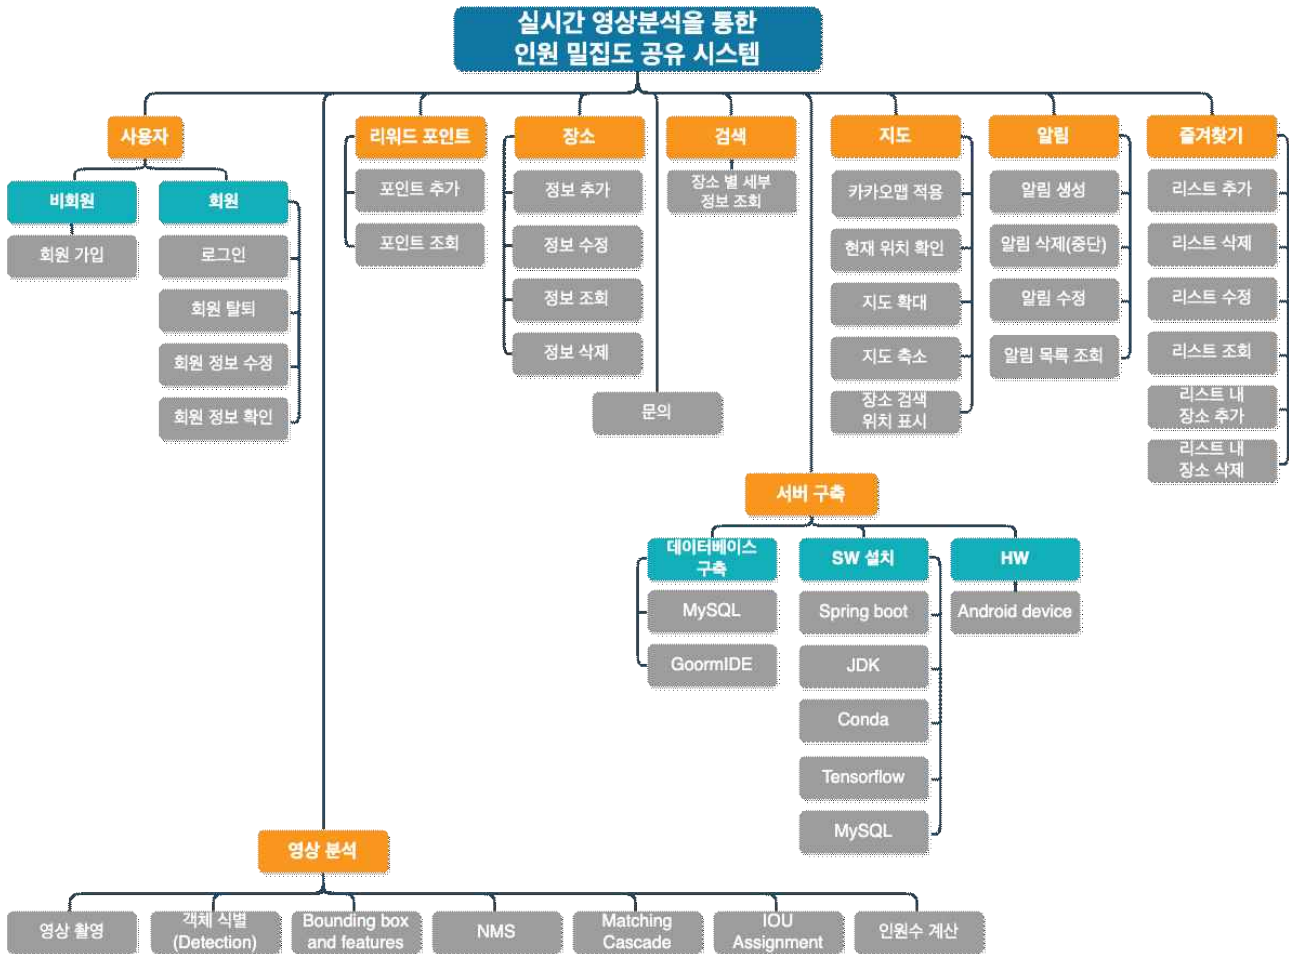 실시간 영상분석을 통한
인원 밀집도 공유 시스템
사용자
비회원
회원 가입
회원
로그인
회원 탈퇴
회원 정보 수정
회원 정보 확인
리워드 포인트
포인트 추가
포인트 조회
장소
정보 추가
정보 수정
정보 조회
정보 삭제
문의
검색
장소 별 세부
정보 조회
지도
카카오맵 적용
현재 위치 확인
지도 확대
지도 축소
장소 검색
위치 표시
알림
알림 생성
알림 삭제(중단)
알림 수정
알림 목록 조회
즐겨찾기
리스트 추가
리스트 삭제
리스트 수정
리스트 조회
리스트 내
장소 추가
리스트 내
장소 삭제
서버 구축
데이터베이스
구축
MySQL
GoormIDE
SW 설치
Spring boot
JDK
Conda
Tensorflow
MySQL
HW
Android device
영상 분석
영상 촬영
객체 식별
(Detection)
Bounding box
and features
NMS
Matching
Cascade
IOU
Assignment
인원수 계산